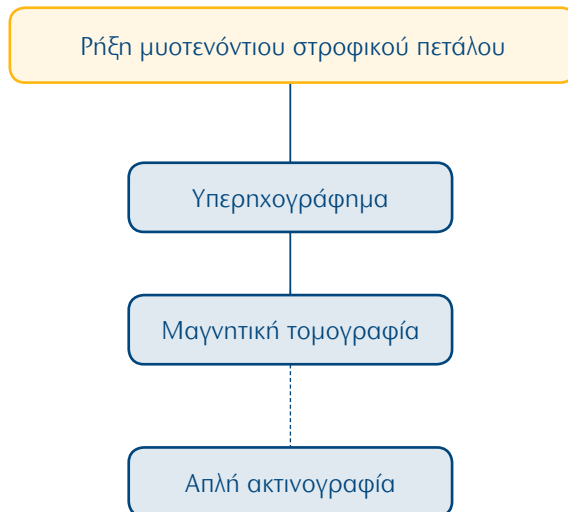 Ρήξη μυοτενόντιου στροφικού πετάλου
Υπερηχογράφημα
Μαγνητική τομογραφία
Απλή ακτινογραφία